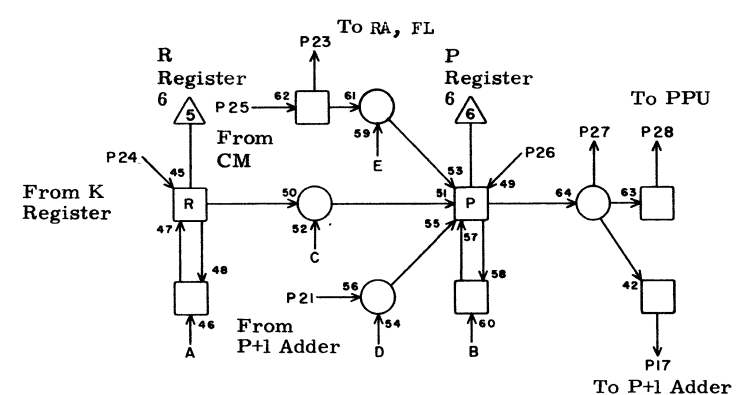 To RA, FL
P23
R
Register
6
5
P25
62
61
From
CM
59
E
P
Register
6
6
To PPU
P27
P28
P24
45
From K
Register
R
47
48
50
52
C
53
51
55
P
49
P26
57
58
64
63
46
A
P21
56
54
From
P+1 Adder
D
60
B
42
P17
To P+1 Adder